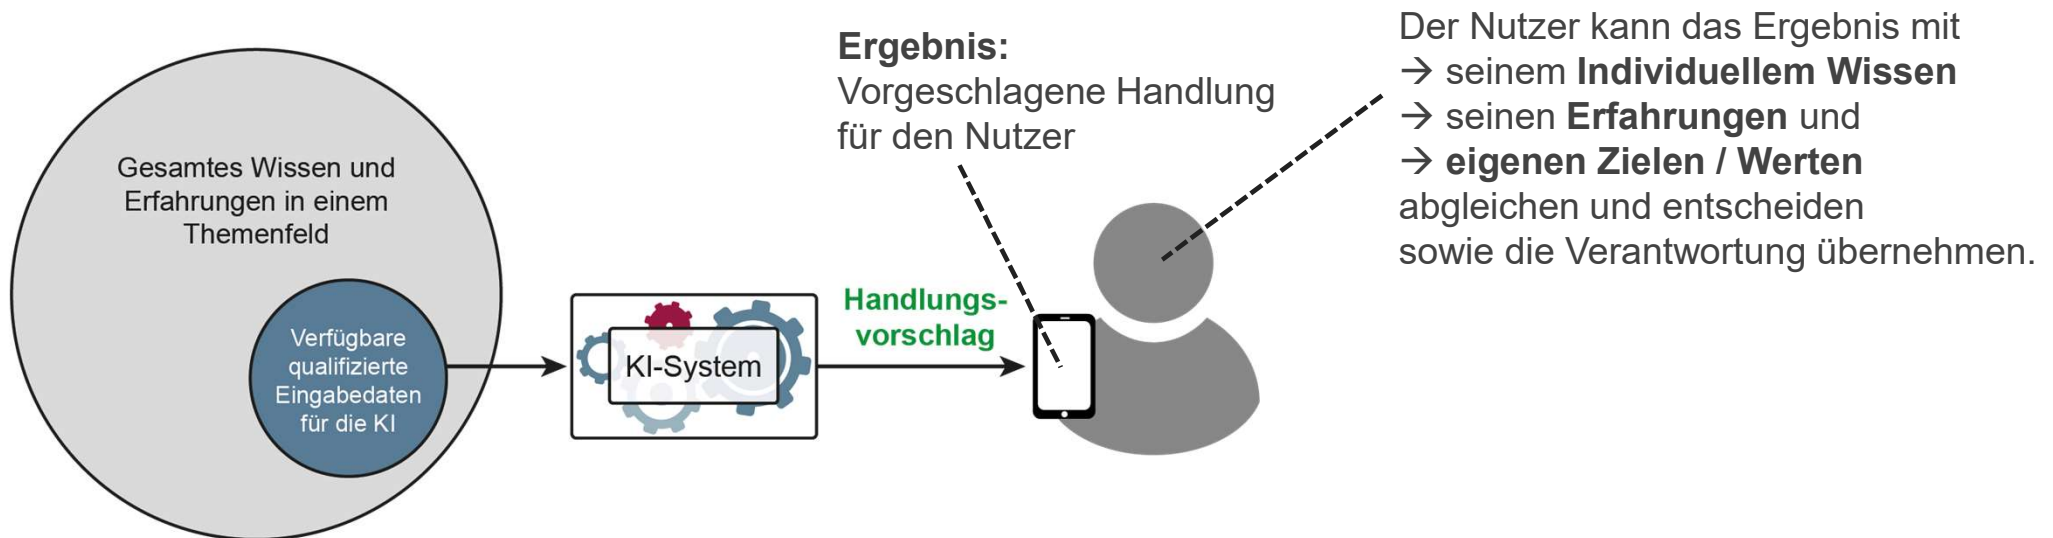 Gesamtes Wissen und
Erfahrungen in einem
Themenfeld
Verfügbare
qualifizierte
Eingabedaten
für die KI
KI-System
Handlungs-
vorschlag
Ergebnis:
Vorgeschlagene Handlung
für den Nutzer
Der Nutzer kann das Ergebnis mit
→ seinem Individuellem Wissen
→ seinen Erfahrungen und
→ eigenen Zielen / Werten
abgleichen und entscheiden
sowie die Verantwortung übernehmen.